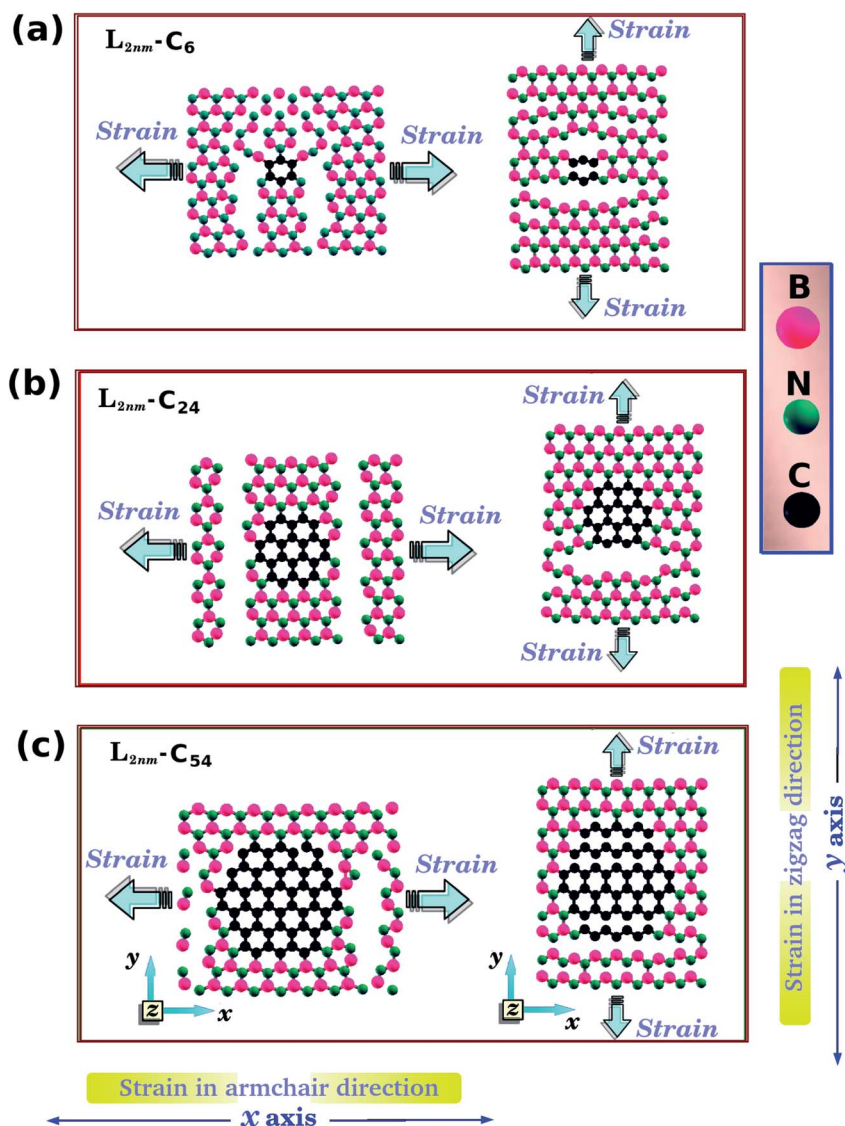 (a)
L2nm-C6
Strain
Strain
Strain
Strain
B
N
C
(b)
L2nm-C24
Strain
Strain
Strain
Strain
(c)
L2nm-C54
Strain
Strain
Strain
Strain
y
z
x
y
z
x
Strain in zigzag direction
y axis
Strain in armchair direction
x axis